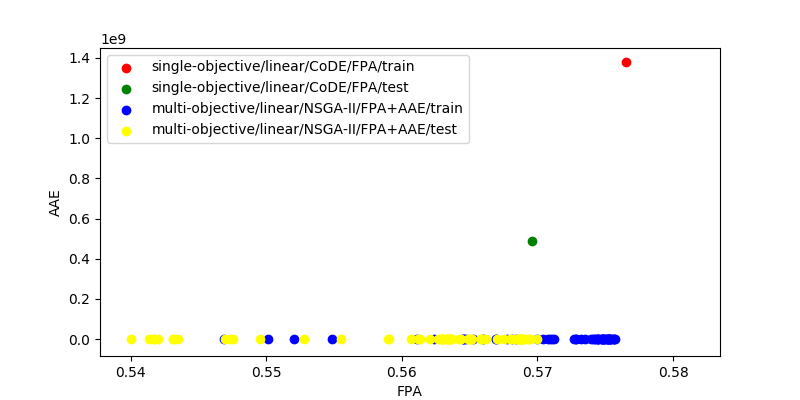 1e9
single-objective/linear/CoDE/FPA/train
single-objective/linear/CoDE/FPA/test
multi-objective/linear/NSGA-II/FPA+AAE/train
multi-objective/linear/NSGA-II/FPA+AAE/test
1.4
1.2
1.0
0.8
0.6
0.4
0.2
0.0
AAE
0.54 0.55 0.56 0.57 0.58
FPA